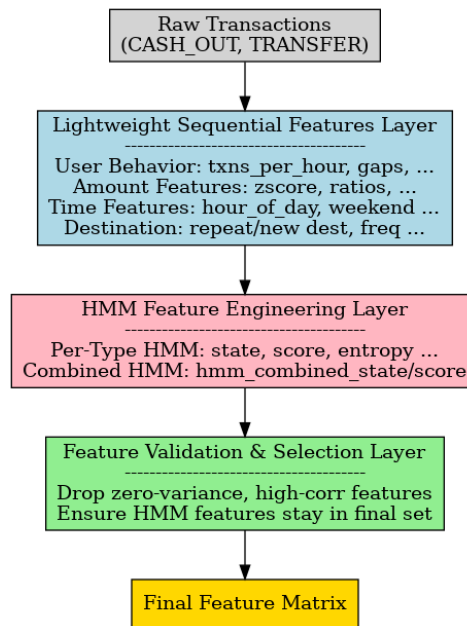 Raw Transactions
(CASH_OUT, TRANSFER)
Lightweight Sequential Features Layer
---------------------------------------
User Behavior: txns_per_hour, gaps, ...
Amount Features: zscore, ratios, ...
Time Features: hour_of_day, weekend ...
Destination: repeat/new dest, freq ...
HMM Feature Engineering Layer
---------------------------------------
Per-Type HMM: state, score, entropy ...
Combined HMM: hmm_combined_state/score
Feature Validation & Selection Layer
---------------------------------------
Drop zero-variance, high-corr features
Ensure HMM features stay in final set
Final Feature Matrix